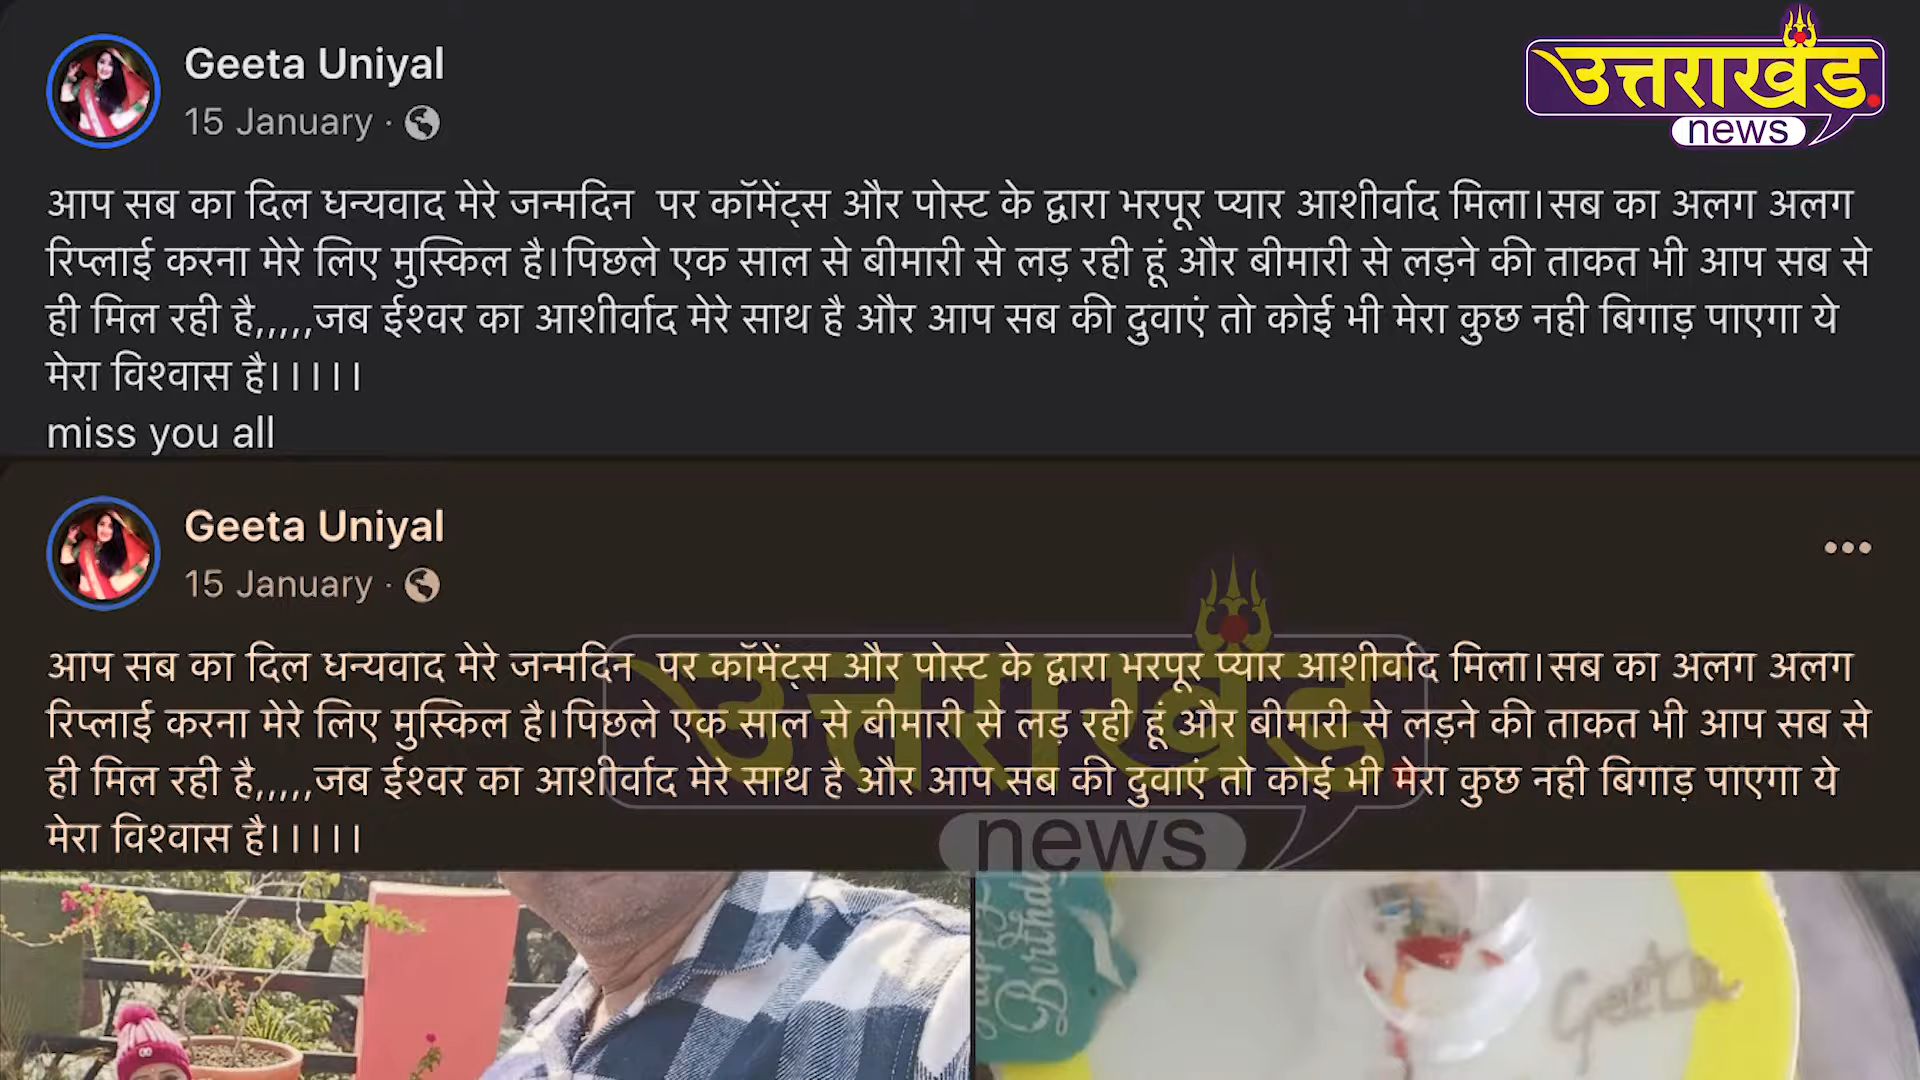 Geeta Uniyal
15 January ·
उत्तराखंड
news
आप सब का दिल धन्यवाद मेरे जन्मदिन पर कॉमेंट्स और पोस्ट के द्वारा भरपूर प्यार आशीर्वाद मिला।सब का अलग अलग
रिप्लाई करना मेरे लिए मुस्किल है।पिछले एक साल से बीमारी से लड़ रही हूं और बीमारी से लड़ने की ताकत भी आप सब से
ही मिल रही है,,,,,जब ईश्वर का आशीर्वाद मेरे साथ है और आप सब की दुवाएं तो कोई भी मेरा कुछ नही बिगाड़ पाएगा ये
मेरा विश्वास है।।।।।
miss you all
Geeta Uniyal
15 January ·
आप सब का दिल धन्यवाद मेरे जन्मदिन पर कॉमेंट्स और पोस्ट के द्वारा भरपूर प्यार आशीर्वाद मिला।सब का अलग अलग
रिप्लाई करना मेरे लिए मुस्किल है।पिछले एक साल से बीमारी से लड़ रही हूं और बीमारी से लड़ने की ताकत भी आप सब से
ही मिल रही है,,,,,जब ईश्वर का आशीर्वाद मेरे साथ है और आप सब की दुवाएं तो कोई भी मेरा कुछ नही बिगाड़ पाएगा ये
मेरा विश्वास है।।।।।
उत्तराखंड
news
Happy
Birthday
Geeta